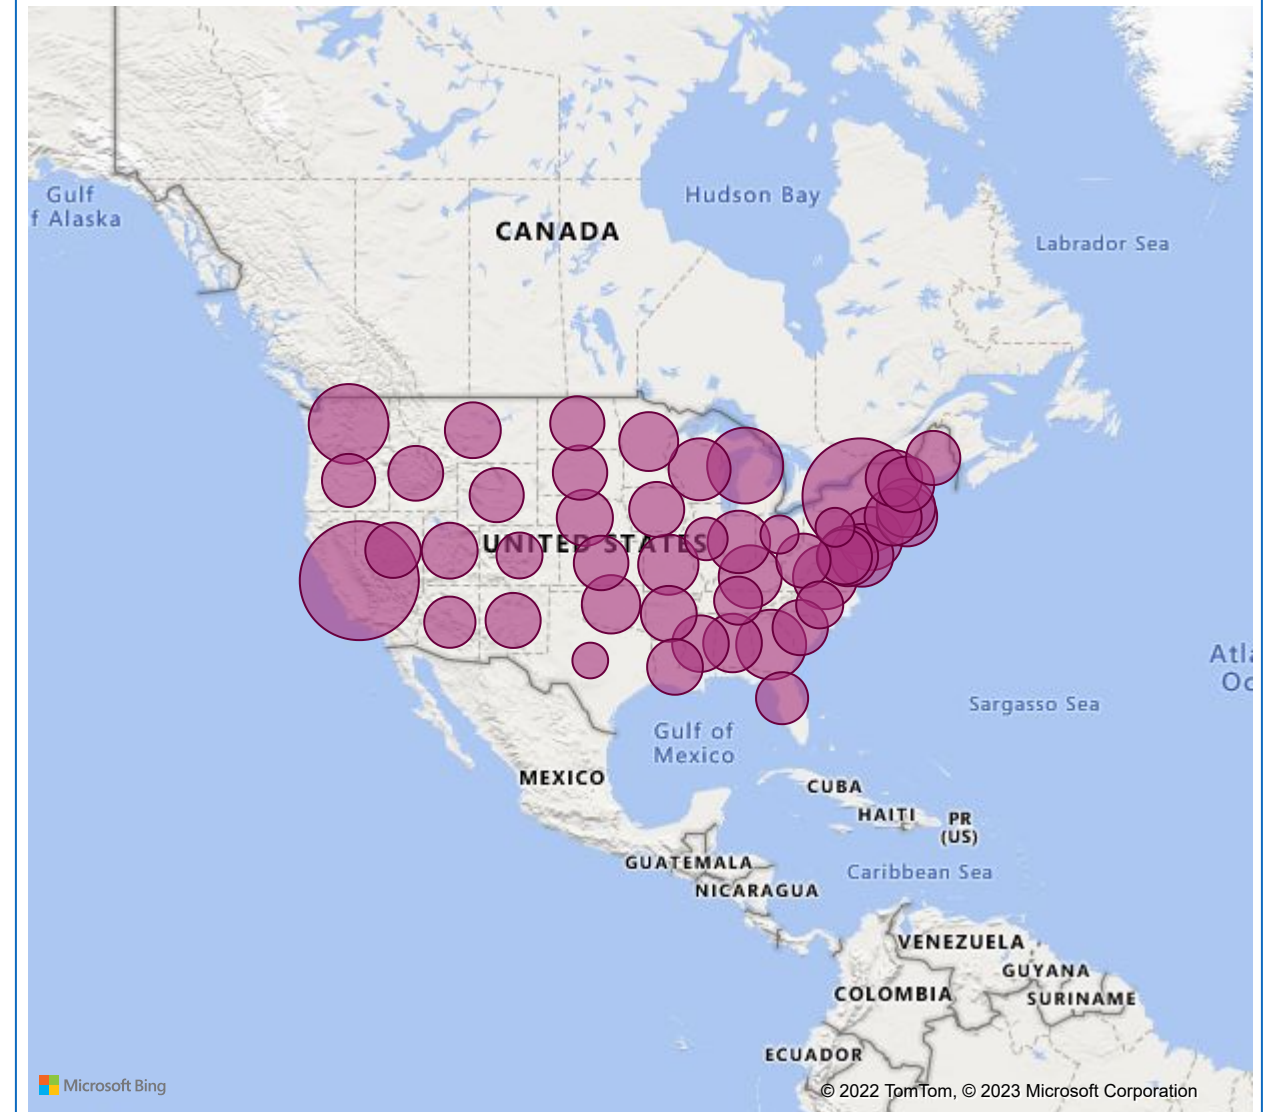 Gulf
f Alaska
Hudson Bay
CANADA
Labrador Sea
UNITED STATES
Atla
Oc
Sargasso Sea
Gulf of
Mexico
MEXICO
CUBA
HAITI
PR
(US)
GUATEMALA
Caribbean Sea
NICARAGUA
VENEZUELA
GUYANA
COLOMBIA
SURINAME
ECUADOR
Microsoft Bing
© 2022 TomTom, © 2023 Microsoft Corporation